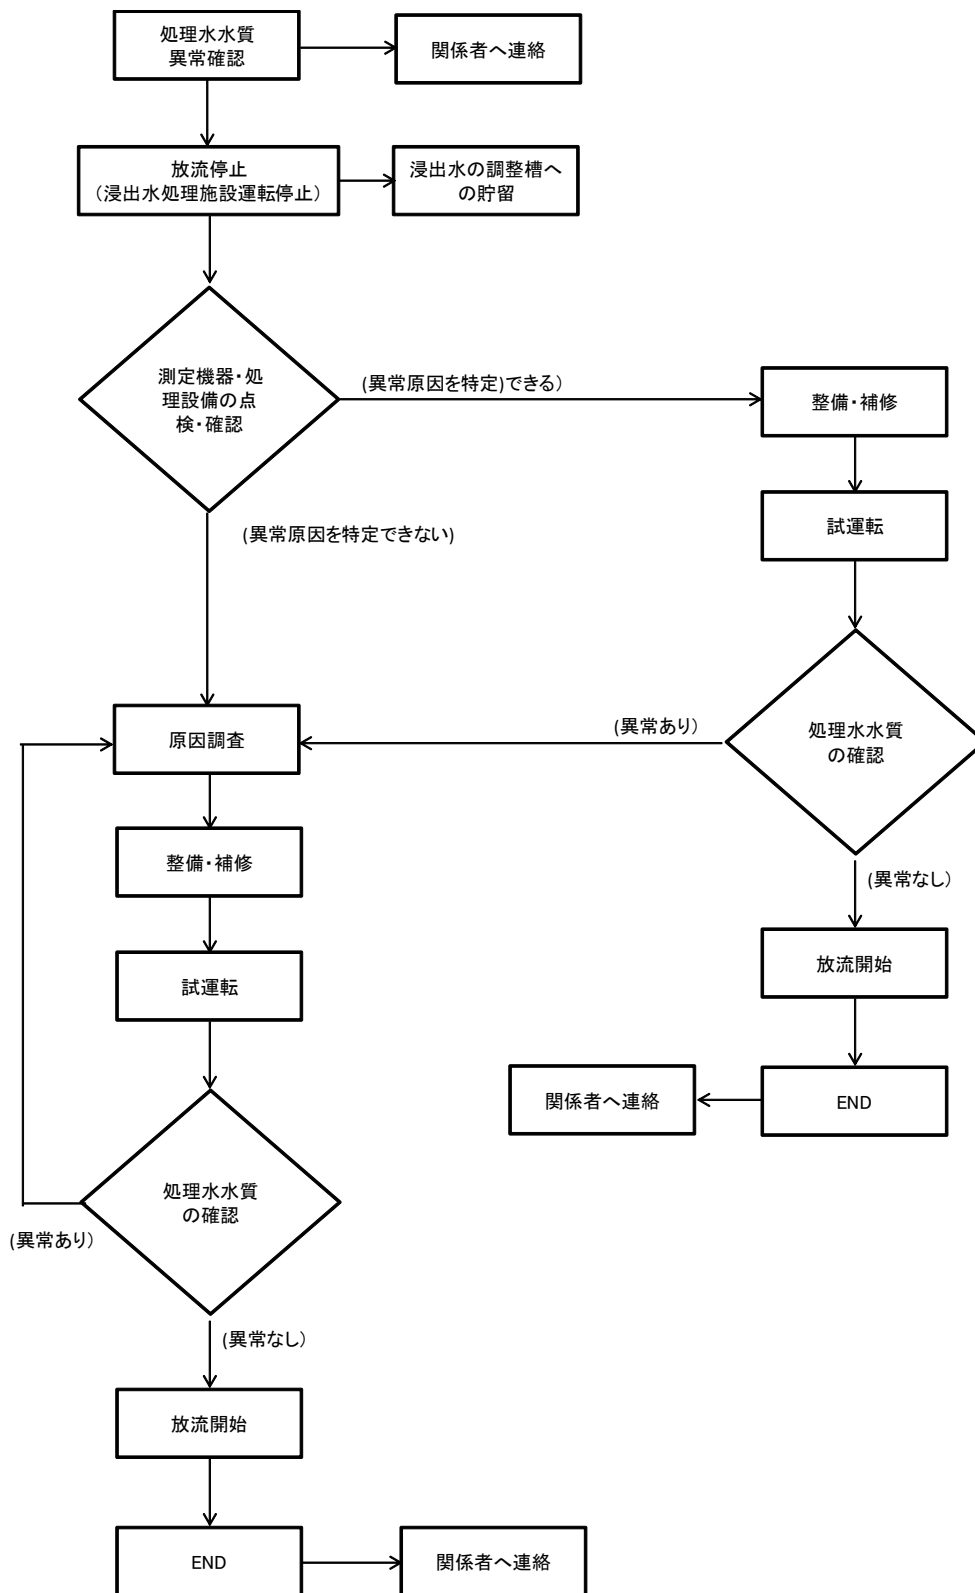 処理水水質
異常確認
関係者へ連絡
放流停止
(浸出水処理施設運転停止)
浸出水の調整槽へ
の貯留
測定機器・処
理設備の点
検・確認
(異常原因を特定)できる)
整備・補修
試運転
(異常原因を特定できない)
処理水水質
の確認
(異常あり)
原因調査
(異常なし)
整備・補修
放流開始
試運転
END
関係者へ連絡
処理水水質
の確認
(異常あり)
(異常なし)
放流開始
END
関係者へ連絡